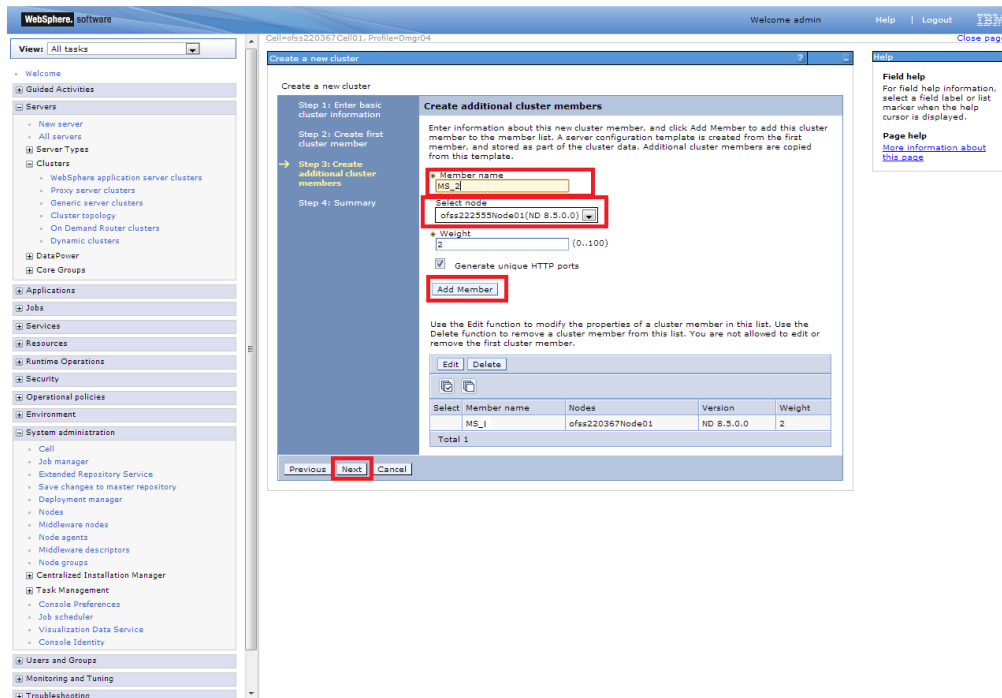 WebSphere. software
Welcome admin
Help | Logout
IBM
View: All tasks
Cell=ofss220367Cell01, Profile=Dmgr04
Close page
Welcome
Guided Activities
Servers
New server
All servers
Server Types
Clusters
WebSphere application server clusters
Proxy server clusters
Generic server clusters
Cluster topology
On Demand Router clusters
Dynamic clusters
DataPower
Core Groups
Applications
Jobs
Services
Resources
Runtime Operations
Security
Operational policies
Environment
System administration
Cell
Job manager
Extended Repository Service
Save changes to master repository
Deployment manager
Nodes
Middleware nodes
Node agents
Middleware descriptors
Node groups
Centralized Installation Manager
Task Management
Console Preferences
Job scheduler
Visualization Data Service
Console Identity
Users and Groups
Monitoring and Tuning
Troubleshooting
Create a new cluster
? -
Create a new cluster
Step 1: Enter basic
cluster information
Step 2: Create first
cluster member
Step 3: Create
additional cluster
members
Step 4: Summary
Create additional cluster members
Enter information about this new cluster member, and click Add Member to add this cluster
member to the member list. A server configuration template is created from the first
member, and stored as part of the cluster data. Additional cluster members are copied
from this template.
* Member name
MS_2
Select node
ofss222555Node01(ND 8.5.0.0)
* Weight
2 (0..100)
Generate unique HTTP ports
Add Member
Use the Edit function to modify the properties of a cluster member in this list. Use the
Delete function to remove a cluster member from this list. You are not allowed to edit or
remove the first cluster member.
Edit Delete
Select Member name Nodes Version Weight
MS_1 ofss220367Node01 ND 8.5.0.0 2
Total 1
Previous Next Cancel
Help
Field help
For field help information,
select a field label or list
marker when the help
cursor is displayed.
Page help
More information about
this page